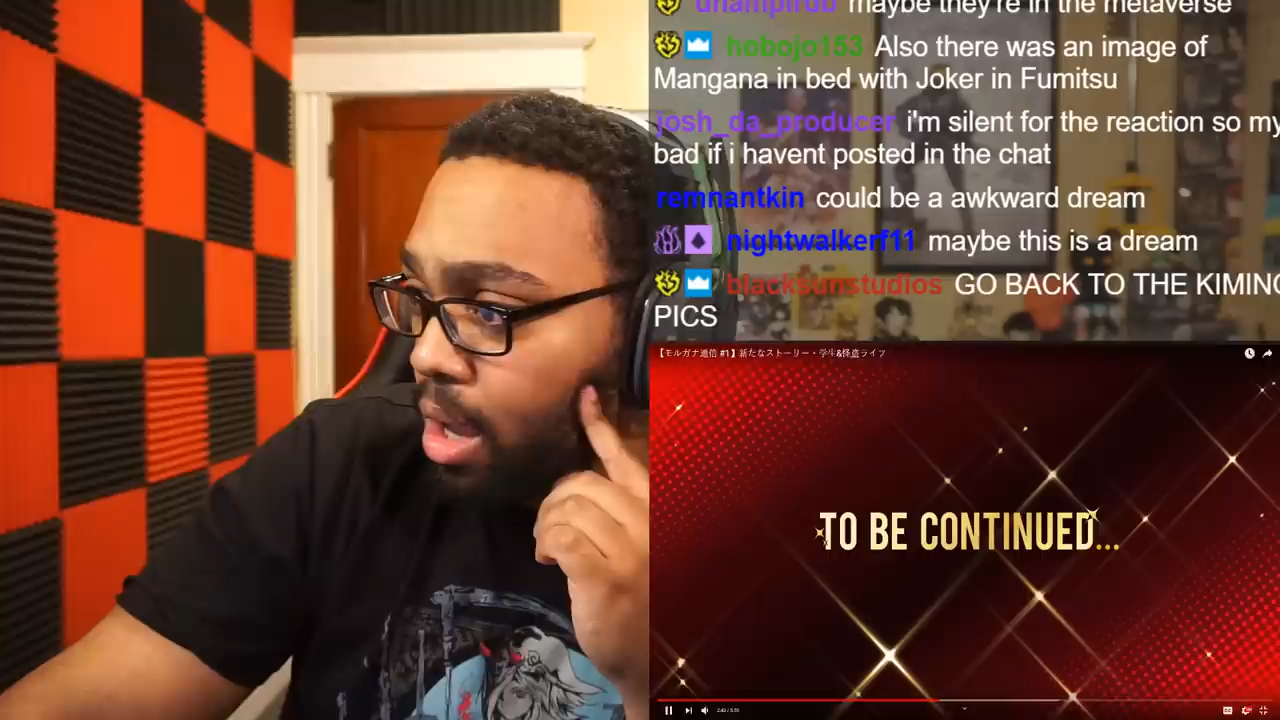 dhampirdb maybe they're in the metaverse
hobojo153 Also there was an image of
Mangana in bed with Joker in Fumitsu
josh_da_producer i'm silent for the reaction so my
bad if i havent posted in the chat
remnantkin could be a awkward dream
nightwalkerf11 maybe this is a dream
blacksunstudios GO BACK TO THE KIMINO
PICS
【モルガナ通信 #1】新たなストーリー・学生&怪盗ライフ
TO BE CONTINUED...